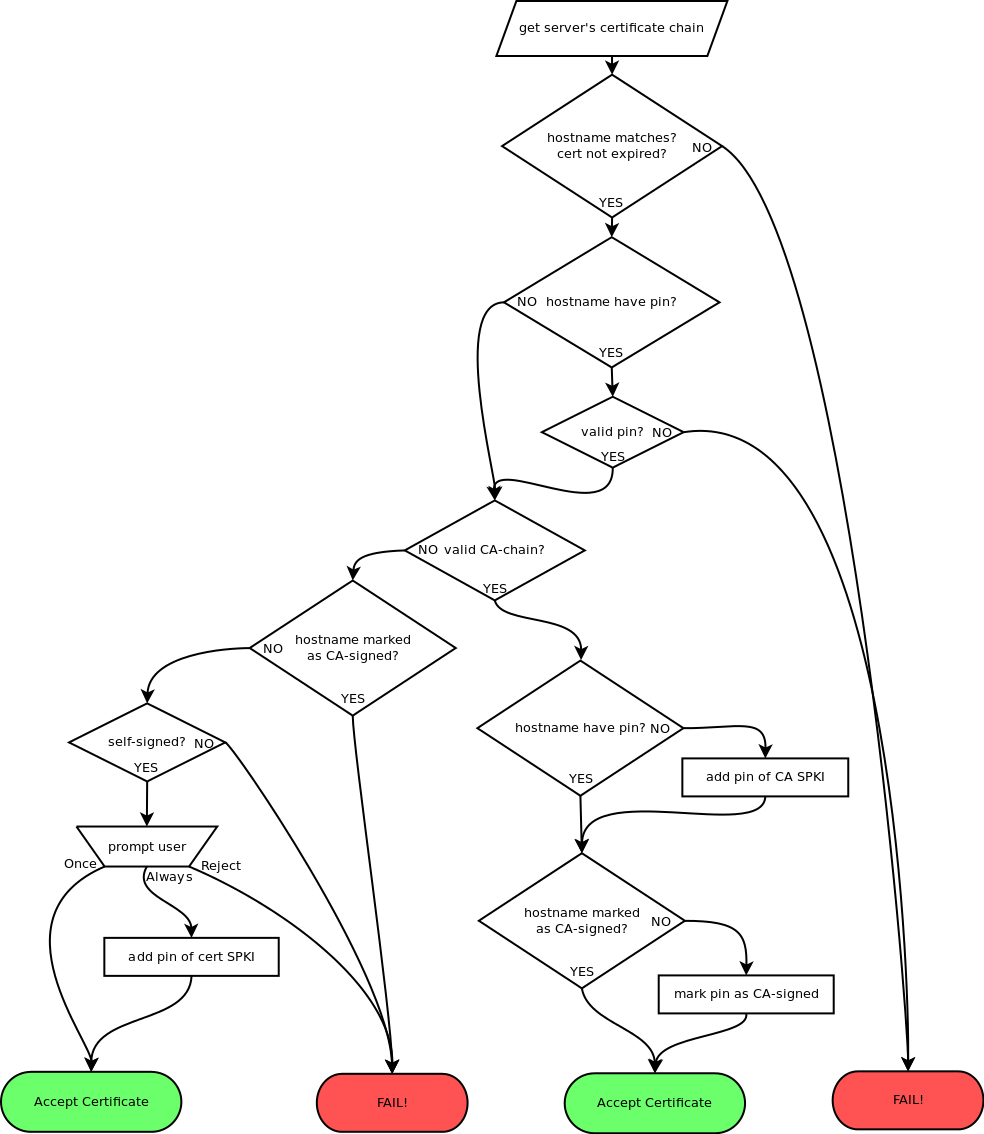 get server's certificate chain
hostname matches?
cert not expired?
NO
YES
NO
hostname have pin?
YES
valid pin?
NO
YES
NO
valid CA-chain?
YES
hostname marked
as CA-signed?
NO
YES
hostname have pin?
NO
YES
self-signed?
NO
YES
add pin of CA SPKI
prompt user
Once
Always
Reject
hostname marked
as CA-signed?
NO
YES
add pin of cert SPKI
mark pin as CA-signed
Accept Certificate
FAIL!
Accept Certificate
FAIL!